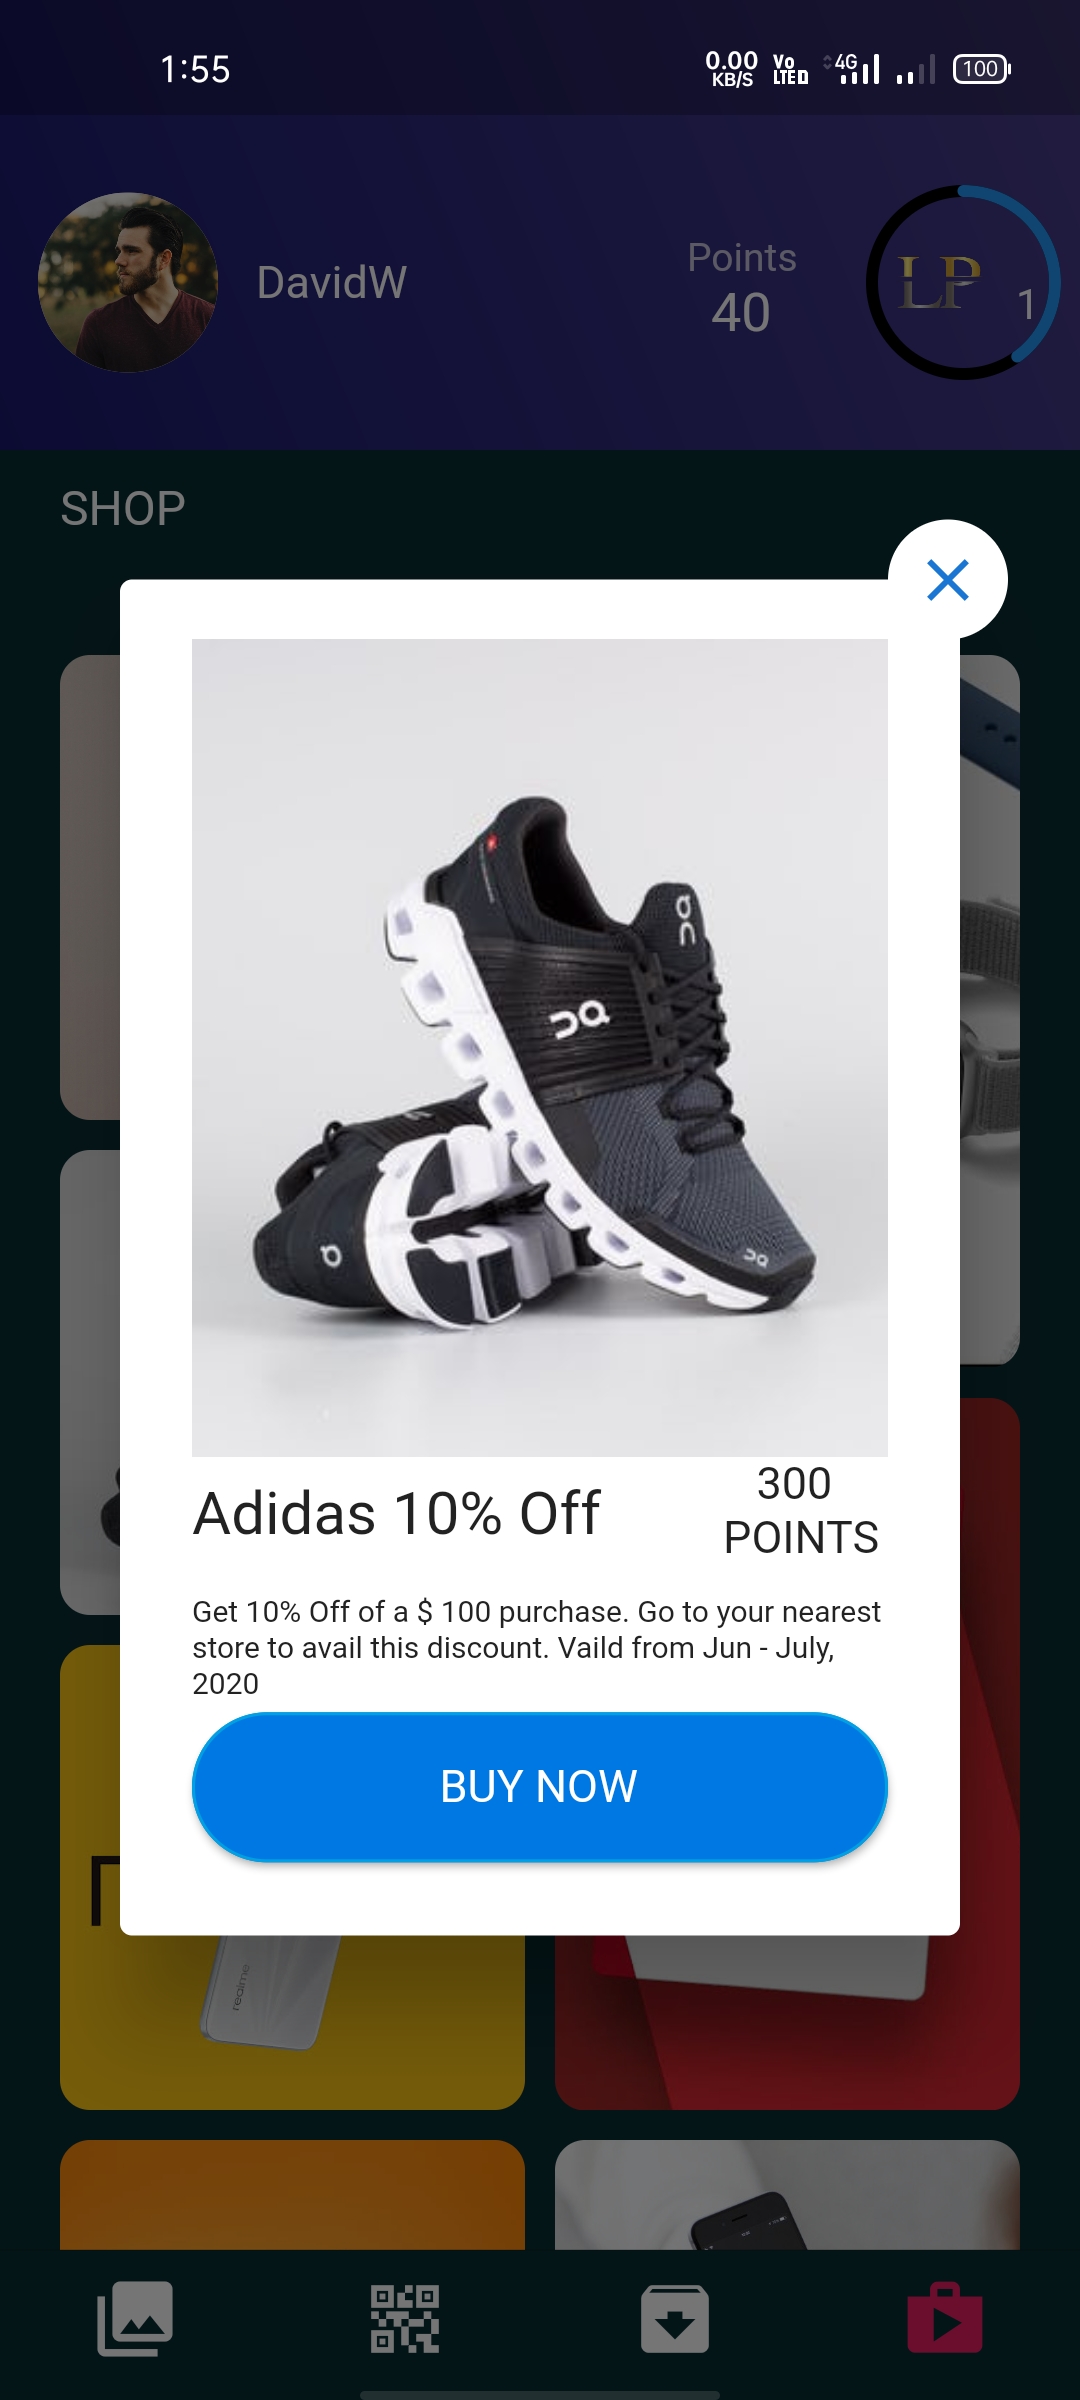 1:55
0.00
KB/S
Vo
LTE
4G
100
DavidW
Points
40
LP
1
SHOP
Adidas 10% Off
300
POINTS
Get 10% Off of a $ 100 purchase. Go to your nearest
store to avail this discount. Vaild from Jun - July,
2020
BUY NOW
realme